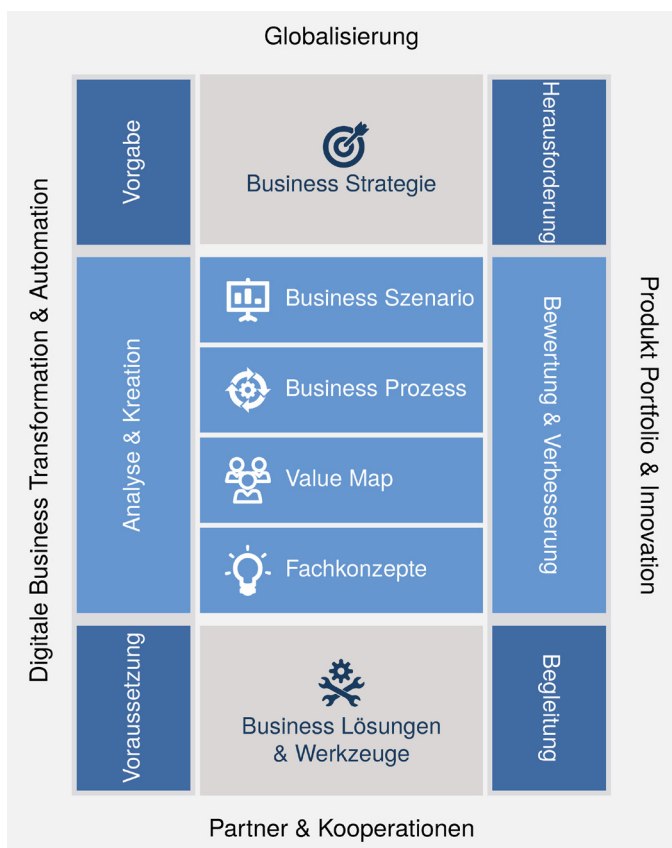 Globalisierung
Digitale Business Transformation & Automation
Vorgabe
Business Strategie
Herausforderung
Analyse & Kreation
Business Szenario
Business Prozess
Value Map
Fachkonzepte
Bewertung & Verbesserung
Produkt Portfolio & Innovation
Voraussetzung
Business Lösungen
& Werkzeuge
Begleitung
Partner & Kooperationen